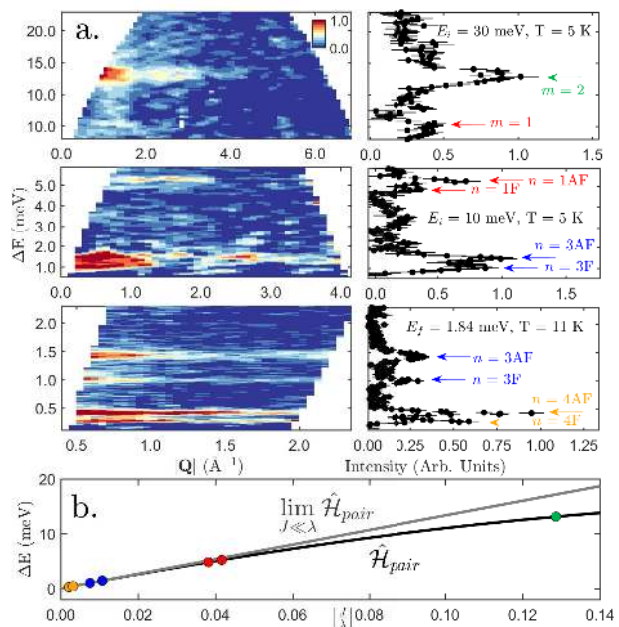 a.
1.0
0.0
20.0
15.0
10.0
0.0 2.0 4.0 6.0
E_i = 30 meV, T = 5 K
m = 2
m = 1
0.0 0.5 1.0 1.5
ΔE (meV)
5.0
4.0
3.0
2.0
1.0
0.0 1.0 2.0 3.0 4.0
n = 1AF
n = 1F
E_i = 10 meV, T = 5 K
n = 3AF
n = 3F
0.0 0.5 1.0 1.5
2.0
1.5
1.0
0.5
0.5 1.0 1.5 2.0
Q| (Å⁻¹)
E_f = 1.84 meV, T = 11 K
n = 3AF
n = 3F
n = 4AF
n = 4F
0.00 0.25 0.50 0.75 1.00 1.25
Intensity (Arb. Units)
b.
ΔE (meV)
20
10
0
lim Ĥ_pair
J≪λ
Ĥ_pair
0.00 0.02 0.04 0.06 0.08 0.10 0.12 0.14
|J/λ|